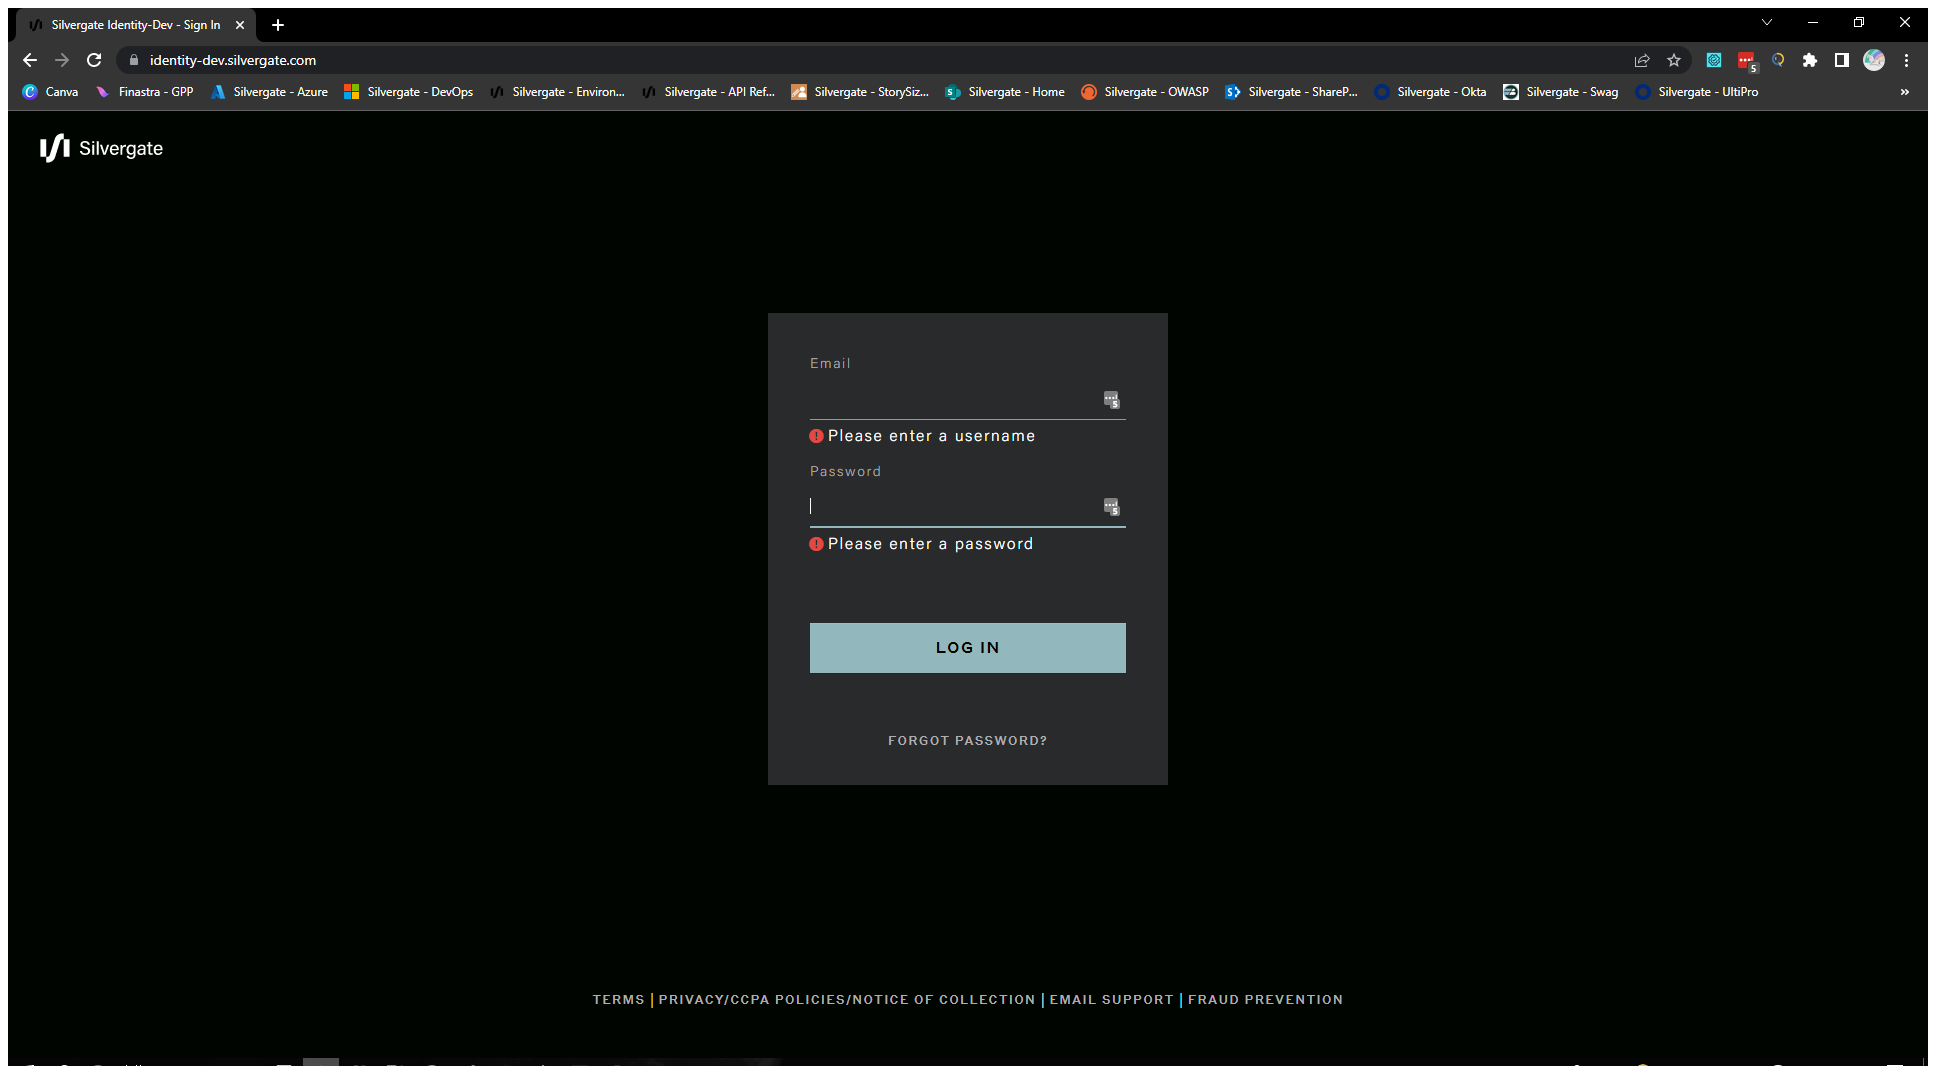 Silvergate Identity-Dev - Sign In
identity-dev.silvergate.com
5
Canva
Finastra - GPP
Silvergate - Azure
Silvergate - DevOps
Silvergate - Environ...
Silvergate - API Ref...
Silvergate - StorySiz...
Silvergate - Home
Silvergate - OWASP
Silvergate - ShareP...
Silvergate - Okta
Silvergate - Swag
Silvergate - UltiPro
Silvergate
Email
5
Please enter a username
Password
5
Please enter a password
LOG IN
FORGOT PASSWORD?
TERMS | PRIVACY/CCPA POLICIES/NOTICE OF COLLECTION | EMAIL SUPPORT | FRAUD PREVENTION